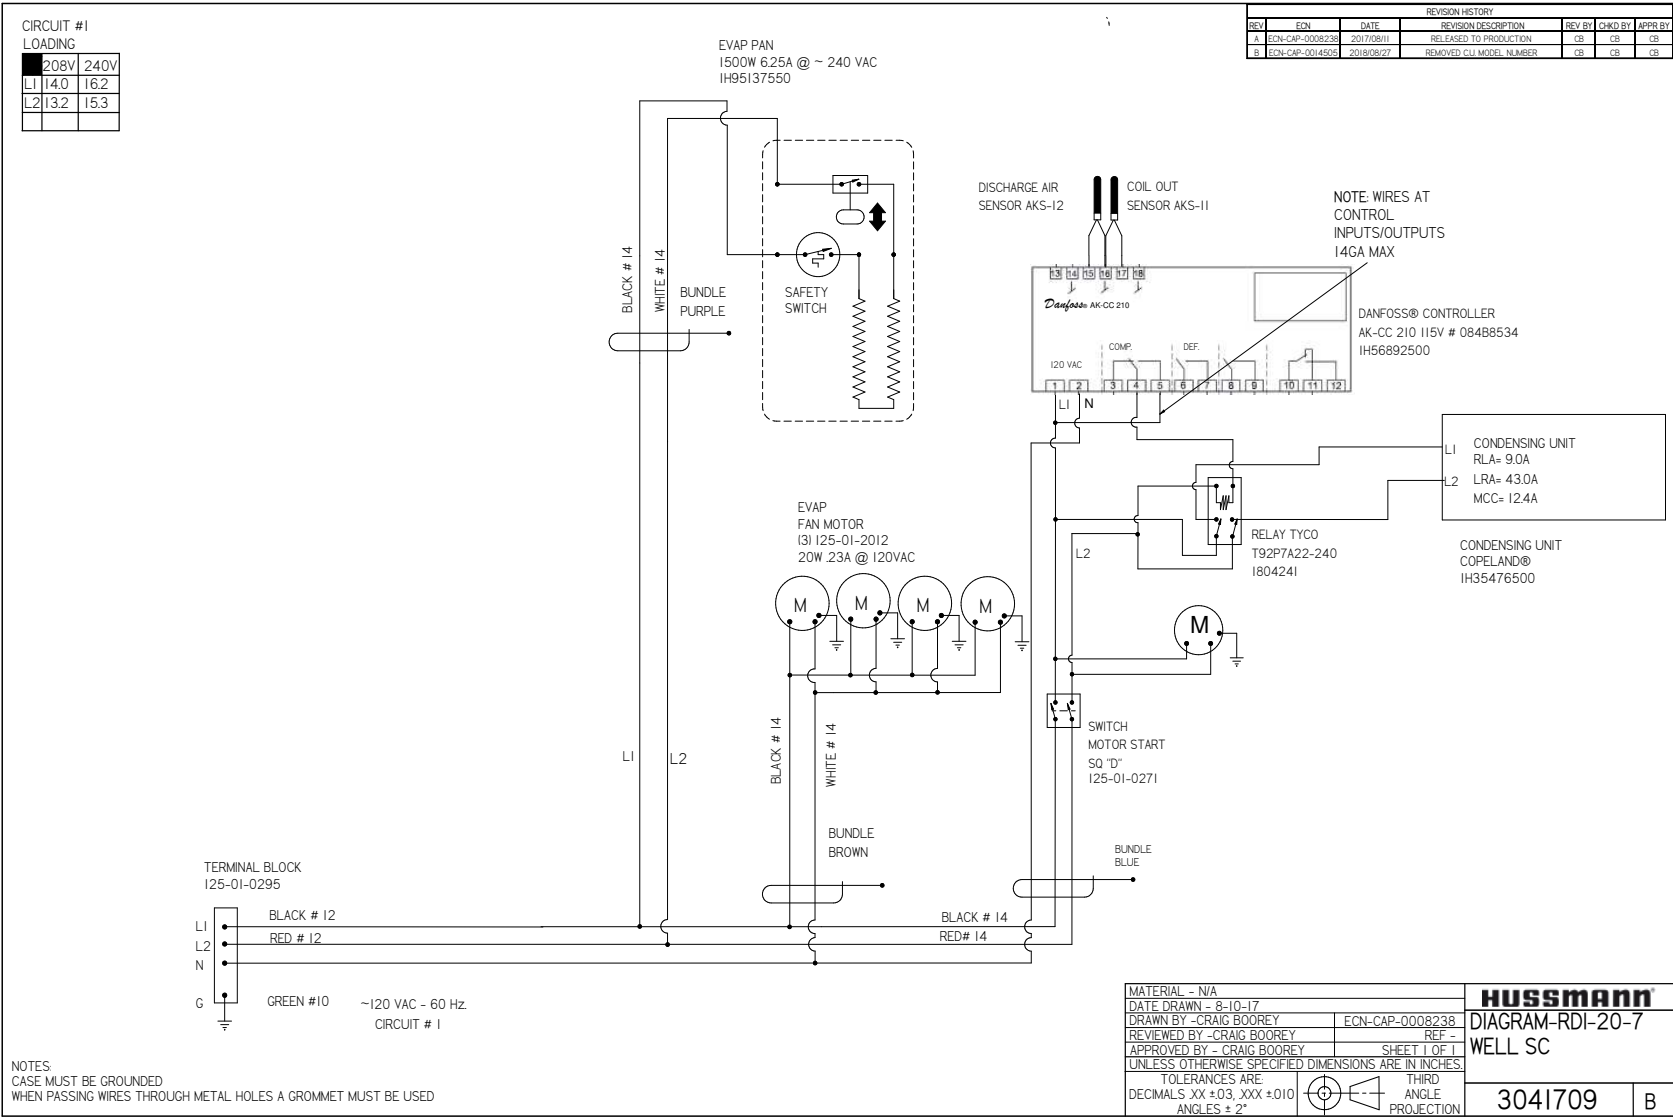 CIRCUIT #1
LOADING
208V 240V
L1 14.0 16.2
L2 13.2 15.3
REVISION HISTORY
REV ECN DATE REVISION DESCRIPTION REV BY CHKD BY APPR BY
A ECN-CAP-0008238 2017/08/11 RELEASED TO PRODUCTION CB CB CB
B ECN-CAP-0014505 2018/08/27 REMOVED C.U. MODEL NUMBER CB CB CB
EVAP PAN
1500W 6.25A @ ~ 240 VAC
1H95137550
BLACK # 14
WHITE # 14
BUNDLE
PURPLE
SAFETY
SWITCH
DISCHARGE AIR
SENSOR AKS-12
COIL OUT
SENSOR AKS-11
NOTE: WIRES AT
CONTROL
INPUTS/OUTPUTS
14GA MAX
13 14 15 16 17 18
Danfoss AK-CC 210
COMP. DEF.
120 VAC
1 2 3 4 5 6 7 8 9 10 11 12
L1 N
DANFOSS® CONTROLLER
AK-CC 210 115V # 084B8534
1H56892500
L1
L2
CONDENSING UNIT
RLA= 9.0A
LRA= 43.0A
MCC= 12.4A
CONDENSING UNIT
COPELAND®
1H35476500
RELAY TYCO
T92P7A22-240
1804241
L2
EVAP
FAN MOTOR
(3) 125-01-2012
20W .23A @ 120VAC
M M M M
M
SWITCH
MOTOR START
SQ "D"
125-01-0271
L1 L2
BLACK # 14
WHITE # 14
BUNDLE
BROWN
BUNDLE
BLUE
TERMINAL BLOCK
125-01-0295
L1
L2
N
G
BLACK # 12
RED # 12
BLACK # 14
RED# 14
GREEN #10
~120 VAC - 60 Hz.
CIRCUIT # 1
NOTES:
CASE MUST BE GROUNDED
WHEN PASSING WIRES THROUGH METAL HOLES A GROMMET MUST BE USED
MATERIAL - N/A
DATE DRAWN - 8-10-17
DRAWN BY -CRAIG BOOREY ECN-CAP-0008238
REVIEWED BY -CRAIG BOOREY REF -
APPROVED BY - CRAIG BOOREY SHEET 1 OF 1
UNLESS OTHERWISE SPECIFIED DIMENSIONS ARE IN INCHES.
TOLERANCES ARE:
DECIMALS .XX ±.03, .XXX ±.010
ANGLES ± 2°
THIRD
ANGLE
PROJECTION
HUSSMANN®
DIAGRAM-RDI-20-7
WELL SC
3041709 B